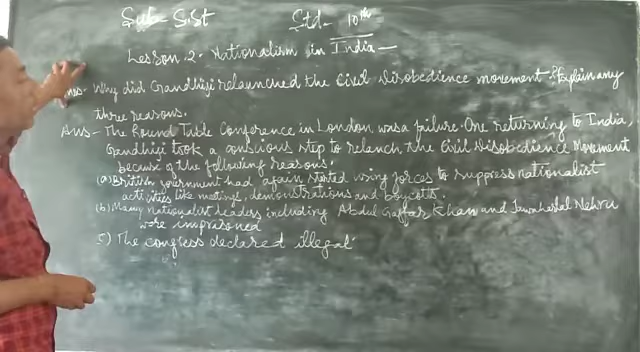 Sub- S.St Std- 10th
Lesson 2- Nationalism in India—
ns- Why did Gandhiji relaunched the Civil Disobedience movement? Explain any
three reasons.
Ans- The Round Table Conference in London was a failure. One returning to India,
Gandhiji took a conscious step to relanch the Civil Disobedience Movement
because of the following reasons.
(a) British government had again started using forces to suppress nationalist
activities like meetings, demonstrations and boycotts.
(b) Many nationalist leaders including Abdul Gaffar Khan and Jawaharlal Nehru
were imprisoned
The congress declared illegal